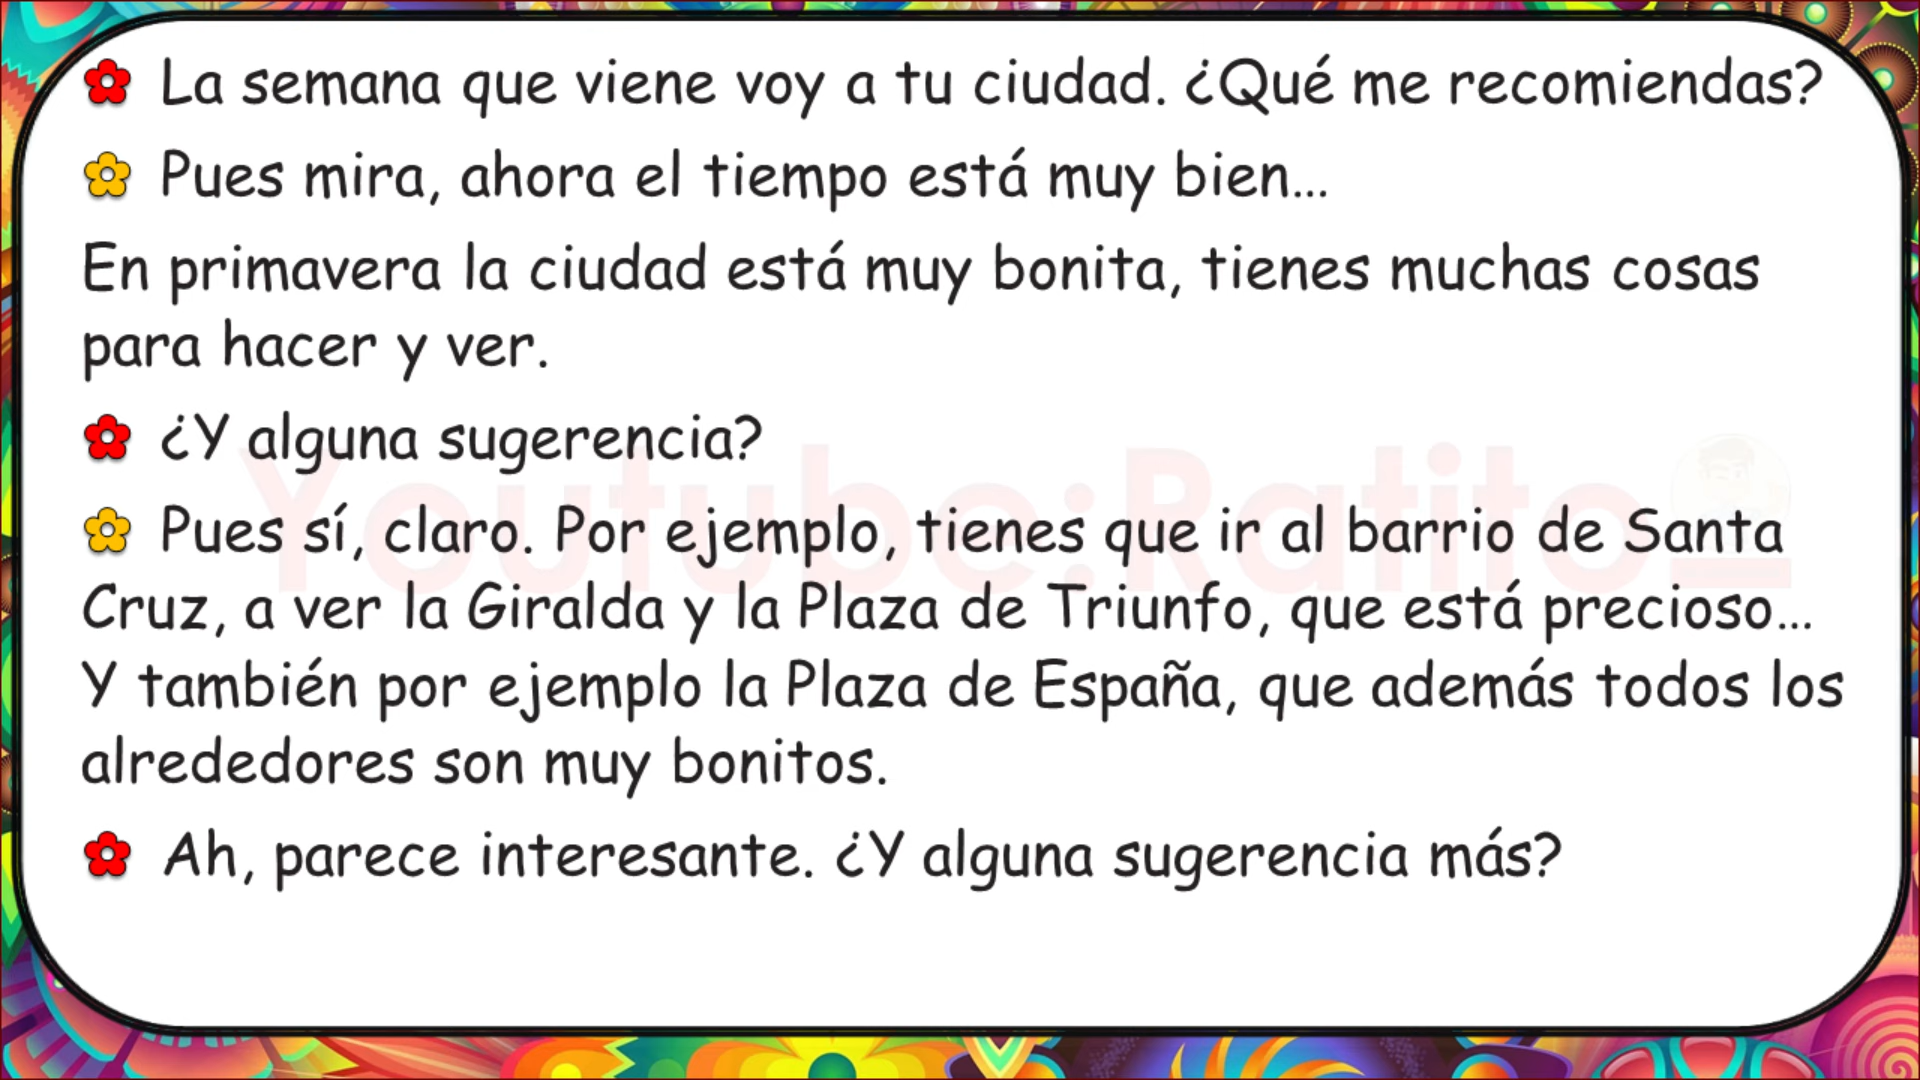 La semana que viene voy a tu ciudad. ¿Qué me recomiendas?
Pues mira, ahora el tiempo está muy bien...
En primavera la ciudad está muy bonita, tienes muchas cosas
para hacer y ver.
¿Y alguna sugerencia?
Youtube:Ratito
Pues sí, claro. Por ejemplo, tienes que ir al barrio de Santa
Cruz, a ver la Giralda y la Plaza de Triunfo, que está precioso...
Y también por ejemplo la Plaza de España, que además todos los
alrededores son muy bonitos.
Ah, parece interesante. ¿Y alguna sugerencia más?